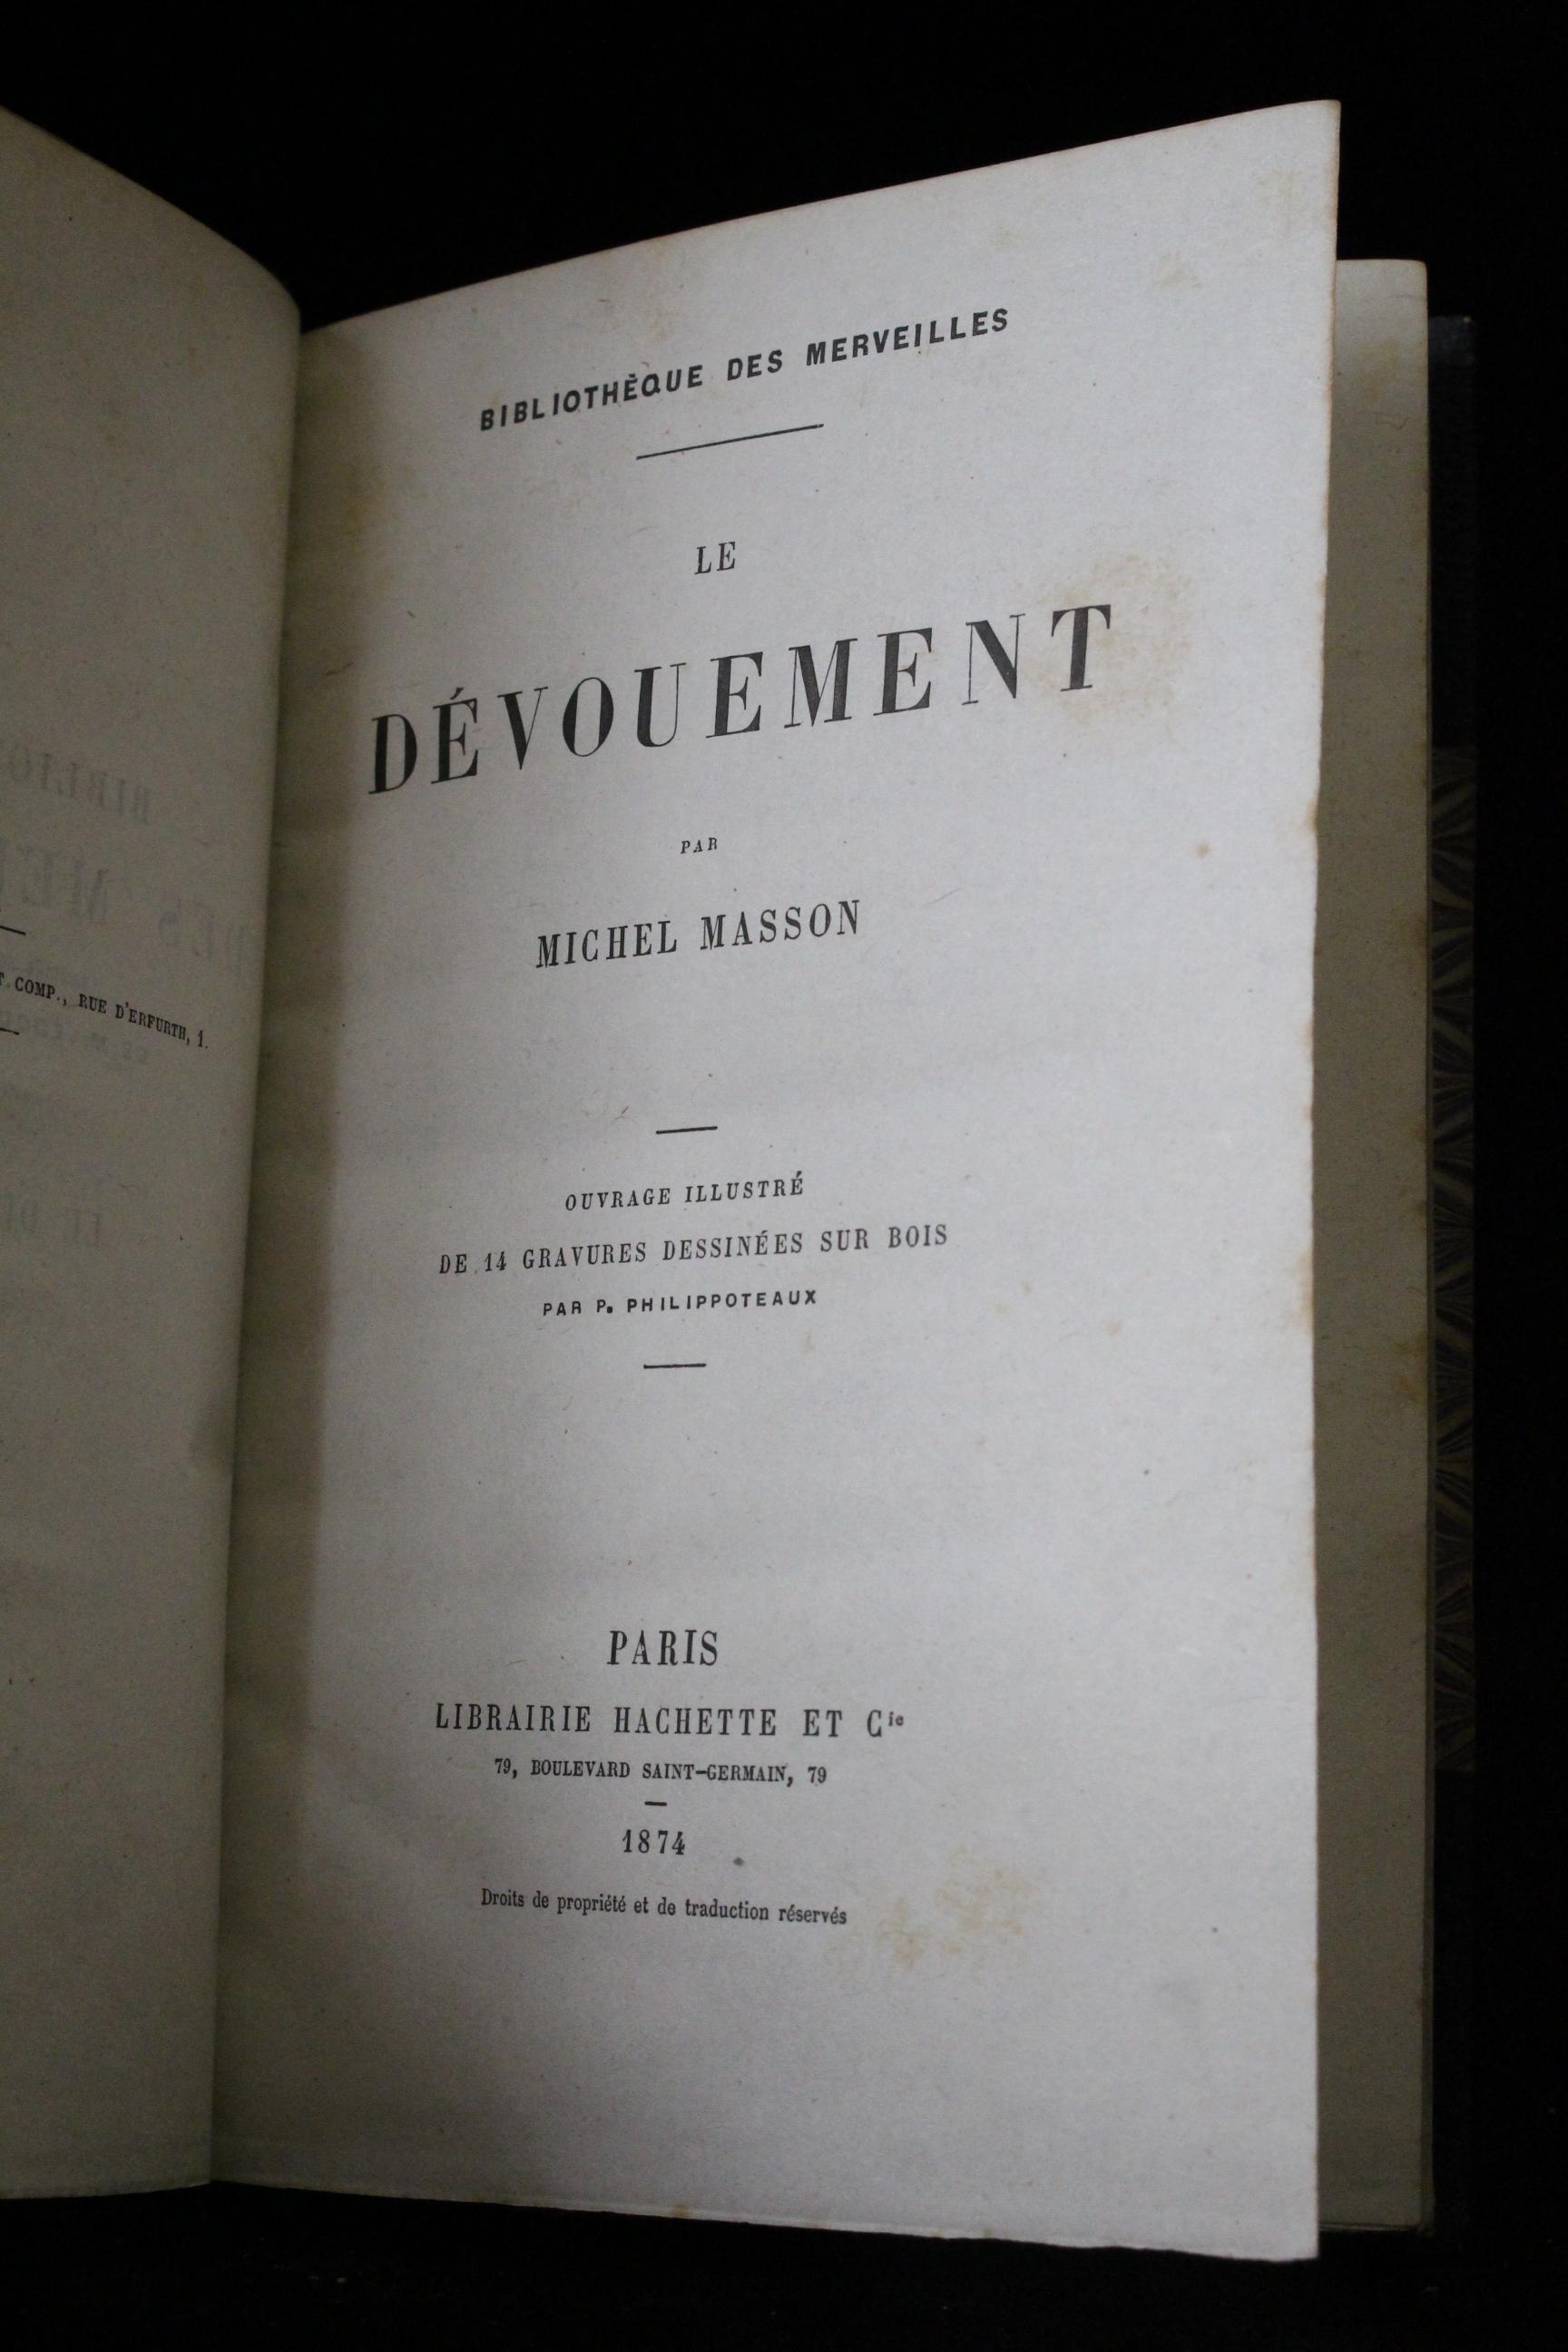 T COMP., RUE D'ERFURTH, 1.
BIBLIOTHÈQUE DES MERVEILLES
LE
DÉVOUEMENT
PAR
MICHEL MASSON
OUVRAGE ILLUSTRÉ
DE 14 GRAVURES DESSINÉES SUR BOIS
PAR P. PHILIPPOTEAUX
PARIS
LIBRAIRIE HACHETTE ET Cie
79, BOULEVARD SAINT-GERMAIN, 79
1874
Droits de propriété et de traduction réservés